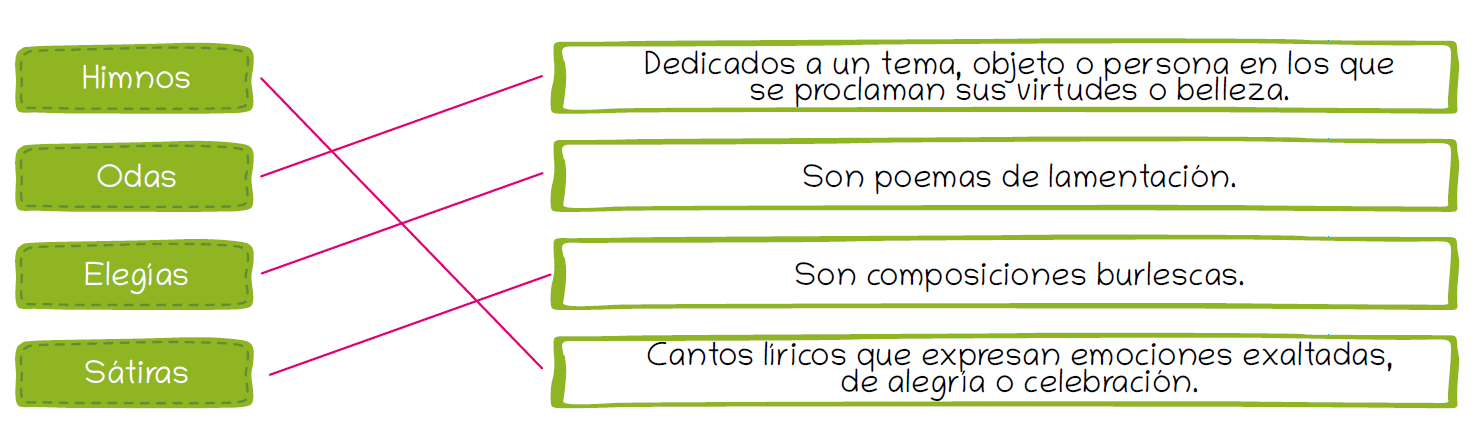 Himnos
Dedicados a un tema, objeto o persona en los que
se proclaman sus virtudes o belleza.
Odas
Son poemas de lamentación.
Elegías
Son composiciones burlescas.
Sátiras
Cantos líricos que expresan emociones exaltadas,
de alegría o celebración.